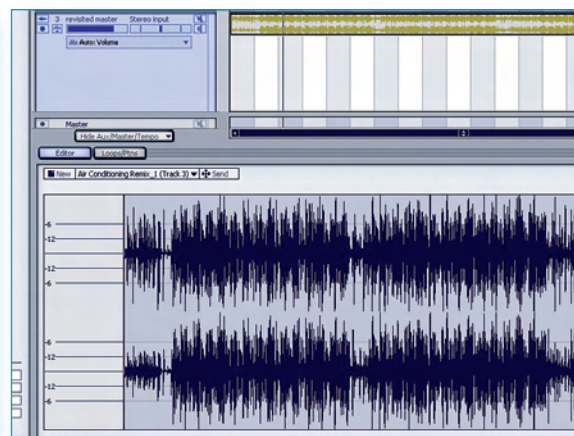 3 revisited master Stereo input
Auto: Volume
Master
Hide Aux/Master/Tempo
Editor Loops/Ptns
New Air Conditioning Remix_1 (Track 3) Send
-6
-12
-12
-6
-6
-12
-12
-6